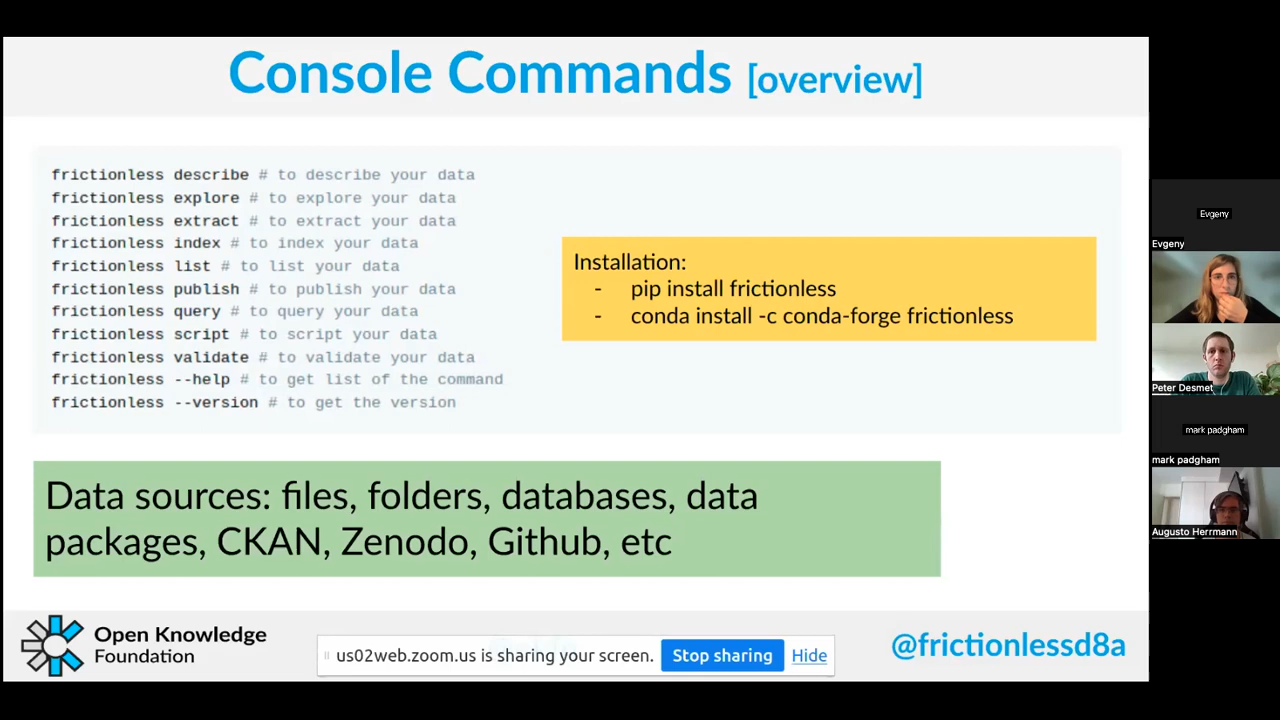 Console Commands [overview]
frictionless describe # to describe your data
frictionless explore # to explore your data
frictionless extract # to extract your data
frictionless index # to index your data
frictionless list # to list your data
frictionless publish # to publish your data
frictionless query # to query your data
frictionless script # to script your data
frictionless validate # to validate your data
frictionless --help # to get list of the command
frictionless --version # to get the version
Installation:
- pip install frictionless
- conda install -c conda-forge frictionless
Data sources: files, folders, databases, data
packages, CKAN, Zenodo, Github, etc
Open Knowledge
Foundation
us02web.zoom.us is sharing your screen. Stop sharing Hide
@frictionlessd8a
Evgeny
Evgeny
Peter Desmet
mark padgham
mark padgham
Augusto Herrmann